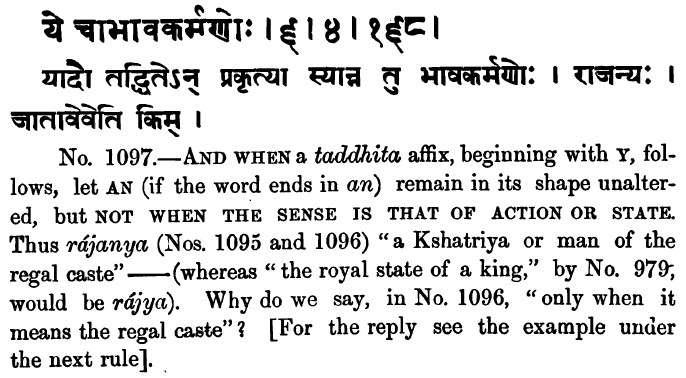 ये चाभावकर्मणोः । ६ । ४ । १६८ ।
यादौ तद्धितेऽन् प्रकृत्या स्यान्न तु भावकर्मणोः । राजन्यः ।
जातावेवेति किम् ।
No. 1097.—AND WHEN a taddhita affix, beginning with Y, fol-
lows, let AN (if the word ends in an) remain in its shape unalter-
ed, but NOT WHEN THE SENSE IS THAT OF ACTION OR STATE.
Thus rájanya (Nos. 1095 and 1096) “a Kshatriya or man of the
regal caste”——(whereas “the royal state of a king,” by No. 979,
would be rájya). Why do we say, in No. 1096, “only when it
means the regal caste”? [For the reply see the example under
the next rule].